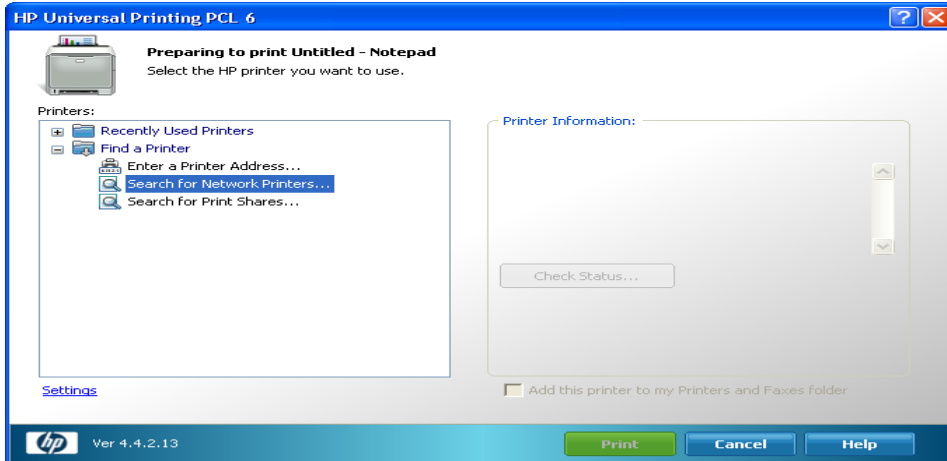 HP Universal Printing PCL 6
Preparing to print Untitled - Notepad
Select the HP printer you want to use.
Printers:
Recently Used Printers
Find a Printer
Enter a Printer Address...
Search for Network Printers...
Search for Print Shares...
Printer Information:
Check Status...
Settings
Add this printer to my Printers and Faxes folder
hp
Ver 4.4.2.13
Print
Cancel
Help